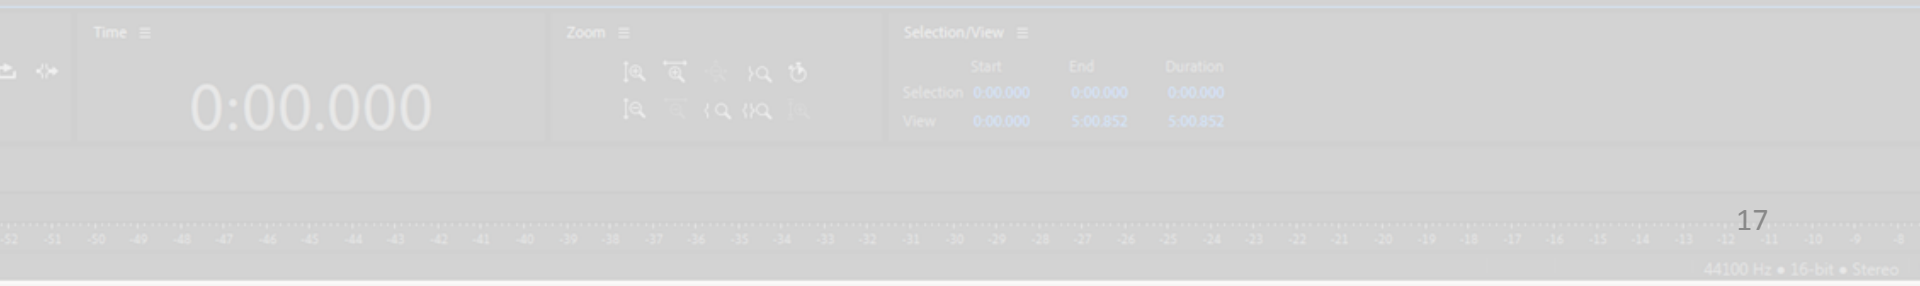 Time
Zoom
Selection/View
Start End Duration
0:00.000
Selection 0:00.000 0:00.000 0:00.000
View 0:00.000 5:00.852 5:00.852
17
-52 -51 -50 -49 -48 -47 -46 -45 -44 -43 -42 -41 -40 -39 -38 -37 -36 -35 -34 -33 -32 -31 -30 -29 -28 -27 -26 -25 -24 -23 -22 -21 -20 -19 -18 -17 -16 -15 -14 -13 -12 -11 -10 -9 -8
44100 Hz ● 16-bit ● Stereo